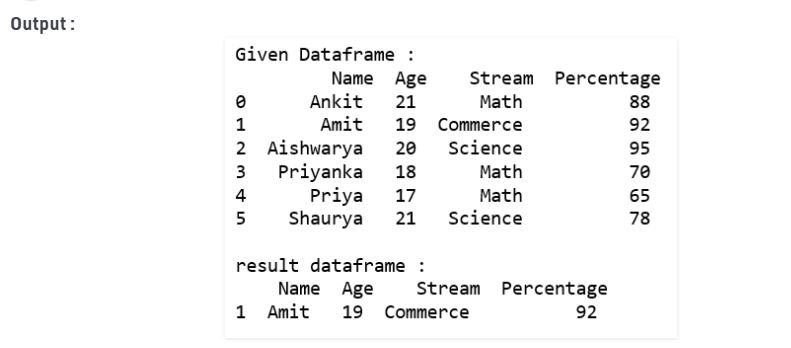 Output :
Given Dataframe :
         Name  Age    Stream  Percentage
0       Ankit   21      Math          88
1        Amit   19  Commerce          92
2  Aishwarya   20   Science          95
3    Priyanka   18      Math          70
4       Priya   17      Math          65
5     Shaurya   21   Science          78
result dataframe :
    Name  Age    Stream  Percentage
1  Amit   19  Commerce          92